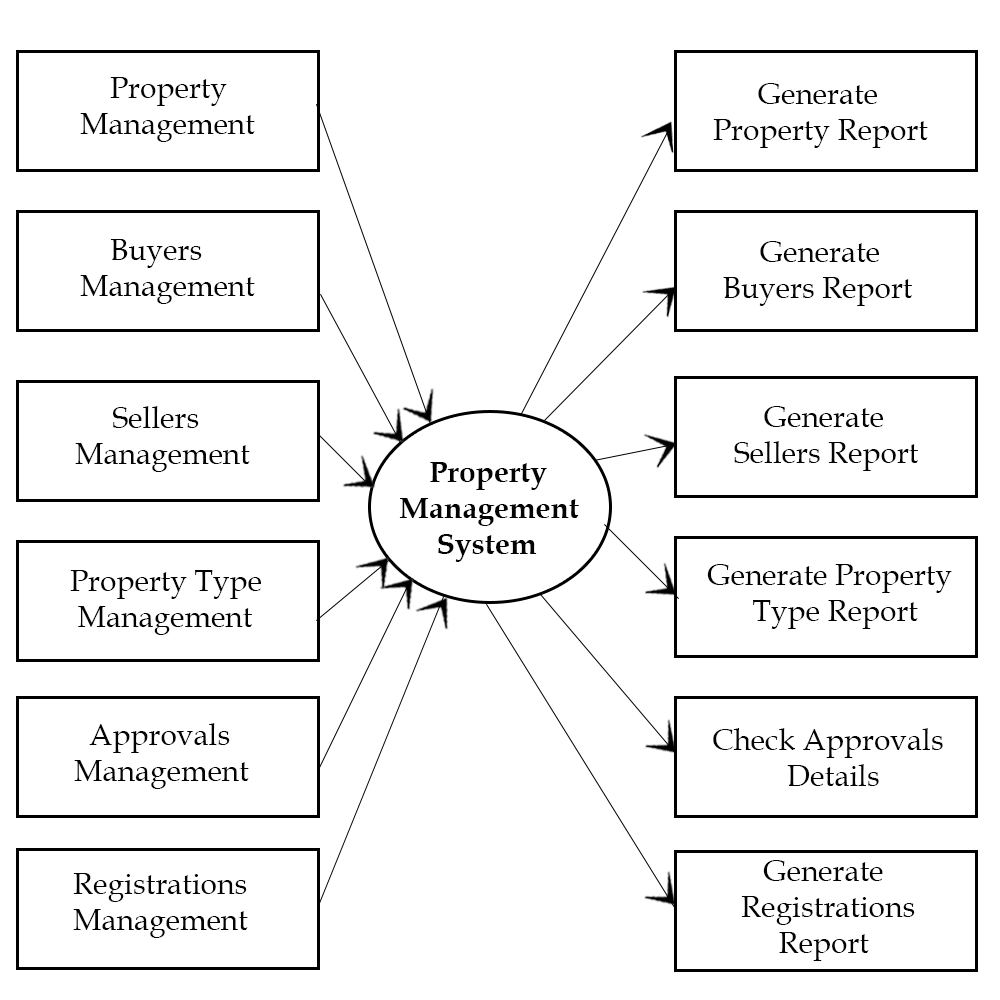 Property
Management
Buyers
Management
Sellers
Management
Property Type
Management
Approvals
Management
Registrations
Management
Property
Management
System
Generate
Property Report
Generate
Buyers Report
Generate
Sellers Report
Generate Property
Type Report
Check Approvals
Details
Generate
Registrations
Report